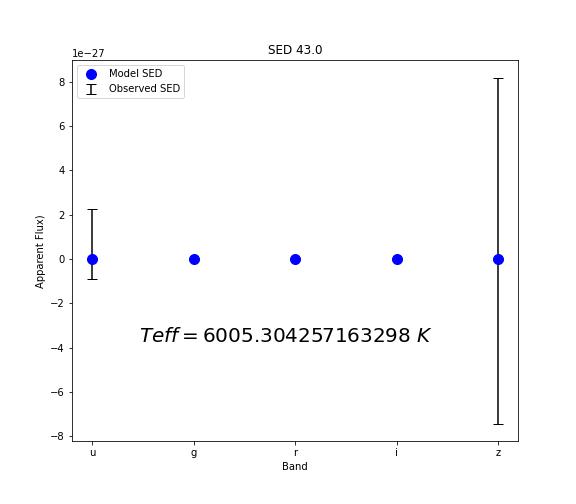 SED 43.0
1e−27
Model SED
Observed SED
8
6
4
2
0
−2
−4
−6
−8
Apparent Flux)
Teff = 6005.304257163298 K
u g r i z
Band